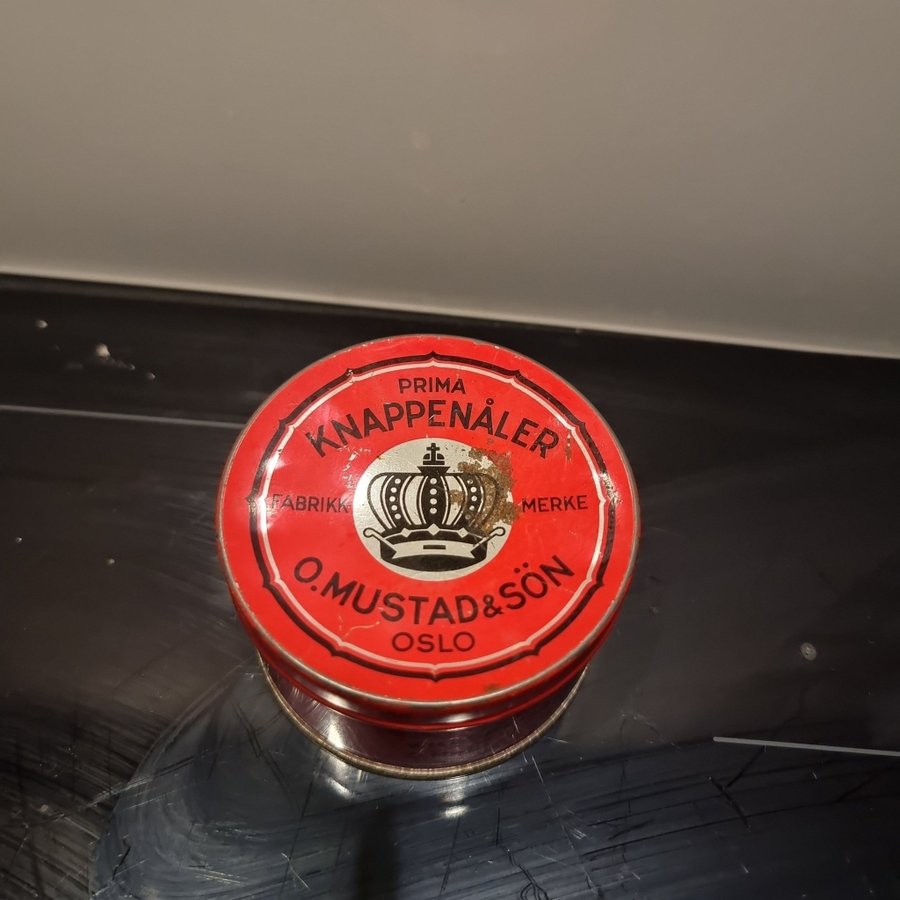 PRIMA
KNAPPENÅLER
FABRIKK MERKE
O.MUSTAD & SÖN
OSLO